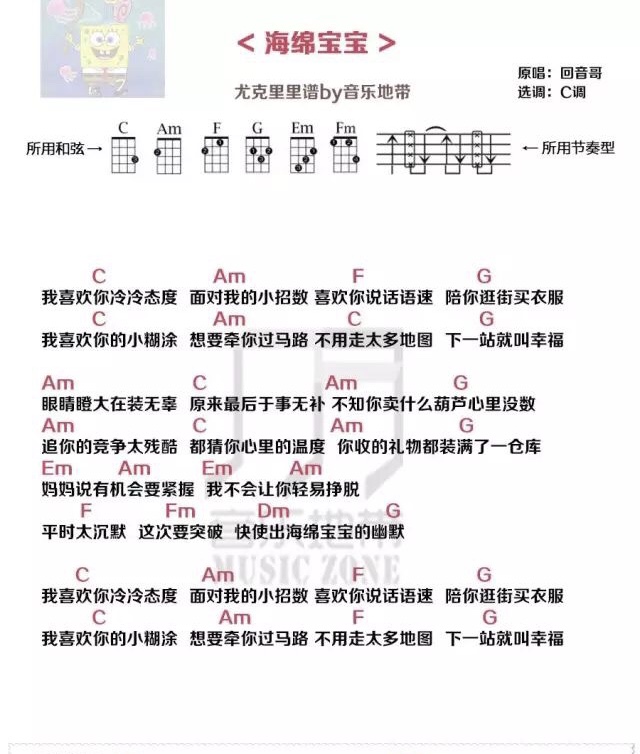 < 海绵宝宝 >
原唱：回音哥
尤克里里谱by音乐地带
选调：C调
C Am F G Em Fm
所用和弦→
←所用节奏型
C Am F G
我喜欢你冷冷态度 面对我的小招数 喜欢你说话语速 陪你逛街买衣服
C Am C G
我喜欢你的小糊涂 想要牵你过马路 不用走太多地图 下一站就叫幸福
Am C Am G
眼睛瞪大在装无辜 原来最后于事无补 不知你卖什么葫芦心里没数
Am C Am G
追你的竞争太残酷 都猜你心里的温度 你收的礼物都装满了一仓库
Em Am Em Am
妈妈说有机会要紧握 我不会让你轻易挣脱
F Fm Dm G
平时太沉默 这次要突破 快使出海绵宝宝的幽默
音乐地带
MUSIC ZONE
C Am F G
我喜欢你冷冷态度 面对我的小招数 喜欢你说话语速 陪你逛街买衣服
C Am F G
我喜欢你的小糊涂 想要牵你过马路 不用走太多地图 下一站就叫幸福